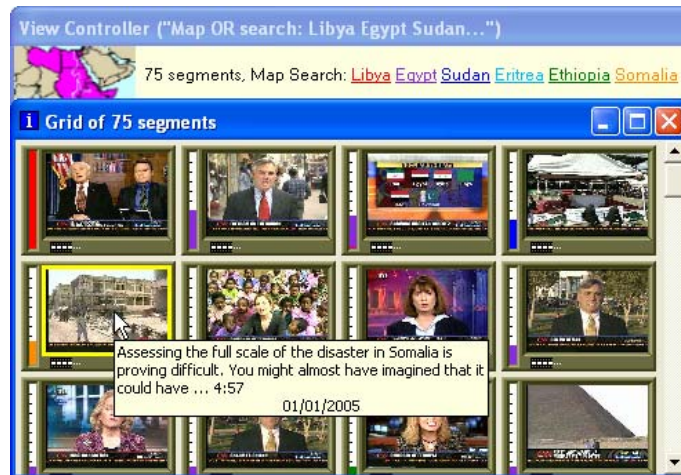 View Controller ("Map OR search: Libya Egypt Sudan...")
75 segments, Map Search: Libya Egypt Sudan Eritrea Ethiopia Somalia
Grid of 75 segments
Assessing the full scale of the disaster in Somalia is
proving difficult. You might almost have imagined that it
could have ... 4:57
01/01/2005